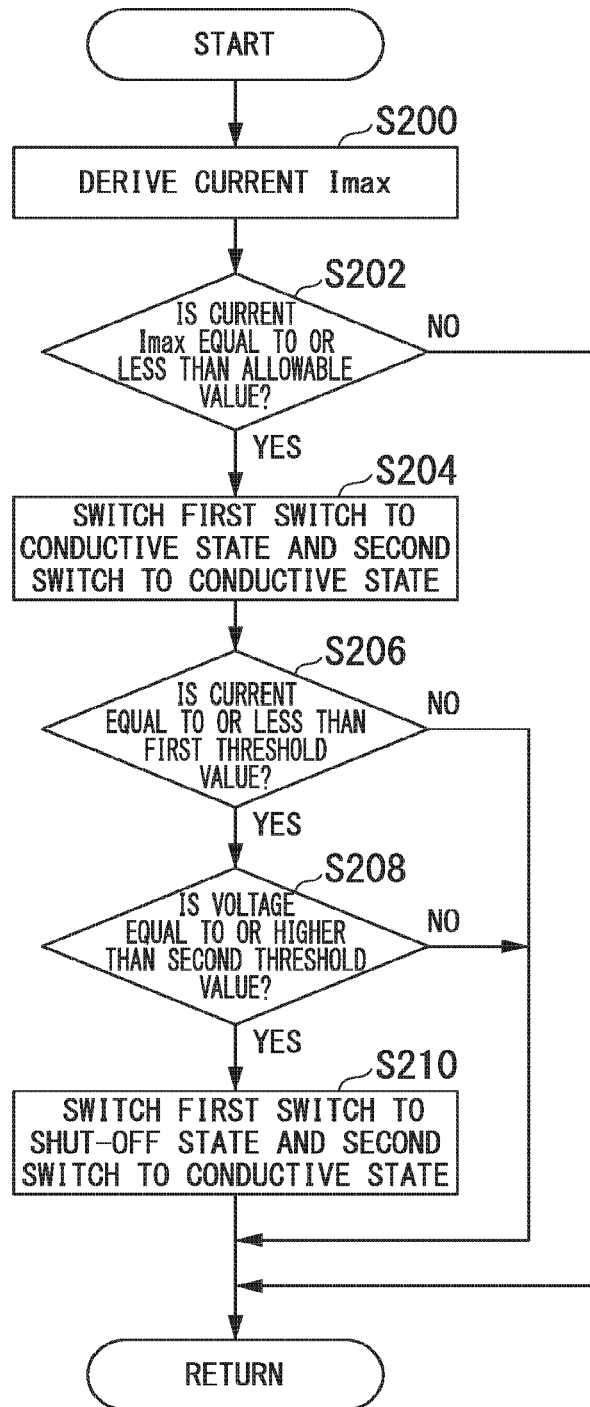 START
S200
DERIVE CURRENT Imax
S202
IS CURRENT
Imax EQUAL TO OR
LESS THAN ALLOWABLE
VALUE?
NO
YES
S204
SWITCH FIRST SWITCH TO
CONDUCTIVE STATE AND SECOND
SWITCH TO CONDUCTIVE STATE
S206
IS CURRENT
EQUAL TO OR LESS THAN
FIRST THRESHOLD
VALUE?
NO
YES
S208
IS VOLTAGE
EQUAL TO OR HIGHER
THAN SECOND THRESHOLD
VALUE?
NO
YES
S210
SWITCH FIRST SWITCH TO
SHUT-OFF STATE AND SECOND
SWITCH TO CONDUCTIVE STATE
RETURN